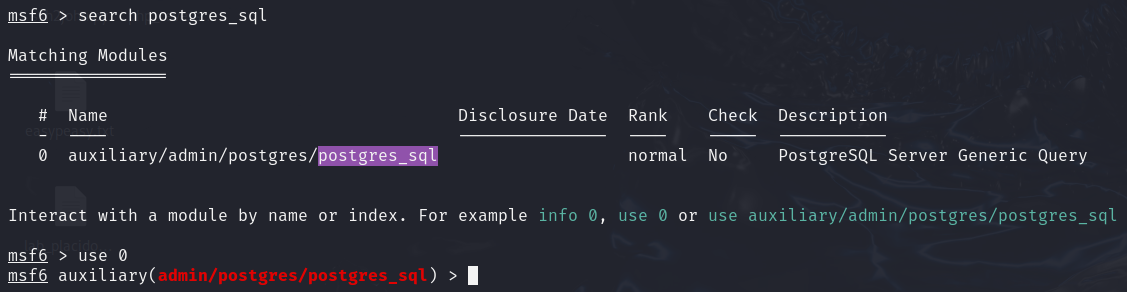 msf6 > search postgres_sql
Matching Modules
================
# Name Disclosure Date Rank Check Description
- ---- --------------- ---- ----- -----------
0 auxiliary/admin/postgres/postgres_sql normal No PostgreSQL Server Generic Query
easypeasy.txt
Interact with a module by name or index. For example info 0, use 0 or use auxiliary/admin/postgres/postgres_sql
msf6 > use 0
msf6 auxiliary(admin/postgres/postgres_sql) >